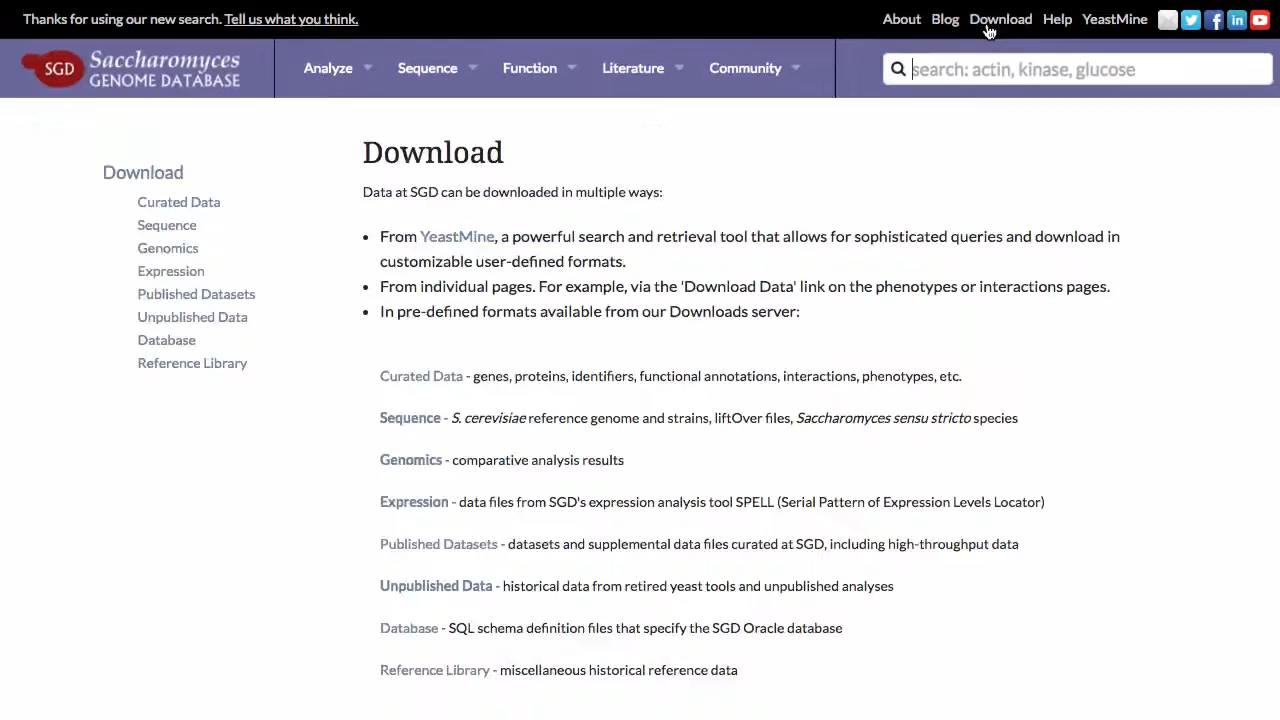 Thanks for using our new search. Tell us what you think.
About Blog Download Help YeastMine
SGD Saccharomyces GENOME DATABASE
Analyze Sequence Function Literature Community
search: actin, kinase, glucose
Download
Curated Data
Sequence
Genomics
Expression
Published Datasets
Unpublished Data
Database
Reference Library
Download
Data at SGD can be downloaded in multiple ways:
• From YeastMine, a powerful search and retrieval tool that allows for sophisticated queries and download in
customizable user-defined formats.
• From individual pages. For example, via the 'Download Data' link on the phenotypes or interactions pages.
• In pre-defined formats available from our Downloads server:
Curated Data - genes, proteins, identifiers, functional annotations, interactions, phenotypes, etc.
Sequence - S. cerevisiae reference genome and strains, liftOver files, Saccharomyces sensu stricto species
Genomics - comparative analysis results
Expression - data files from SGD's expression analysis tool SPELL (Serial Pattern of Expression Levels Locator)
Published Datasets - datasets and supplemental data files curated at SGD, including high-throughput data
Unpublished Data - historical data from retired yeast tools and unpublished analyses
Database - SQL schema definition files that specify the SGD Oracle database
Reference Library - miscellaneous historical reference data